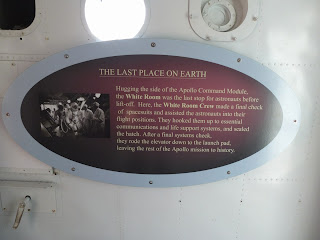 THE LAST PLACE ON EARTH
Hugging the side of the Apollo Command Module,
the White Room was the last stop for astronauts before
lift-off. Here, the White Room Crew made a final check
of spacesuits and assisted the astronauts into their
flight positions. They hooked them up to essential
communications and life support systems, and sealed
the hatch. After a final systems check,
they rode the elevator down to the launch pad,
leaving the rest of the Apollo mission to history.